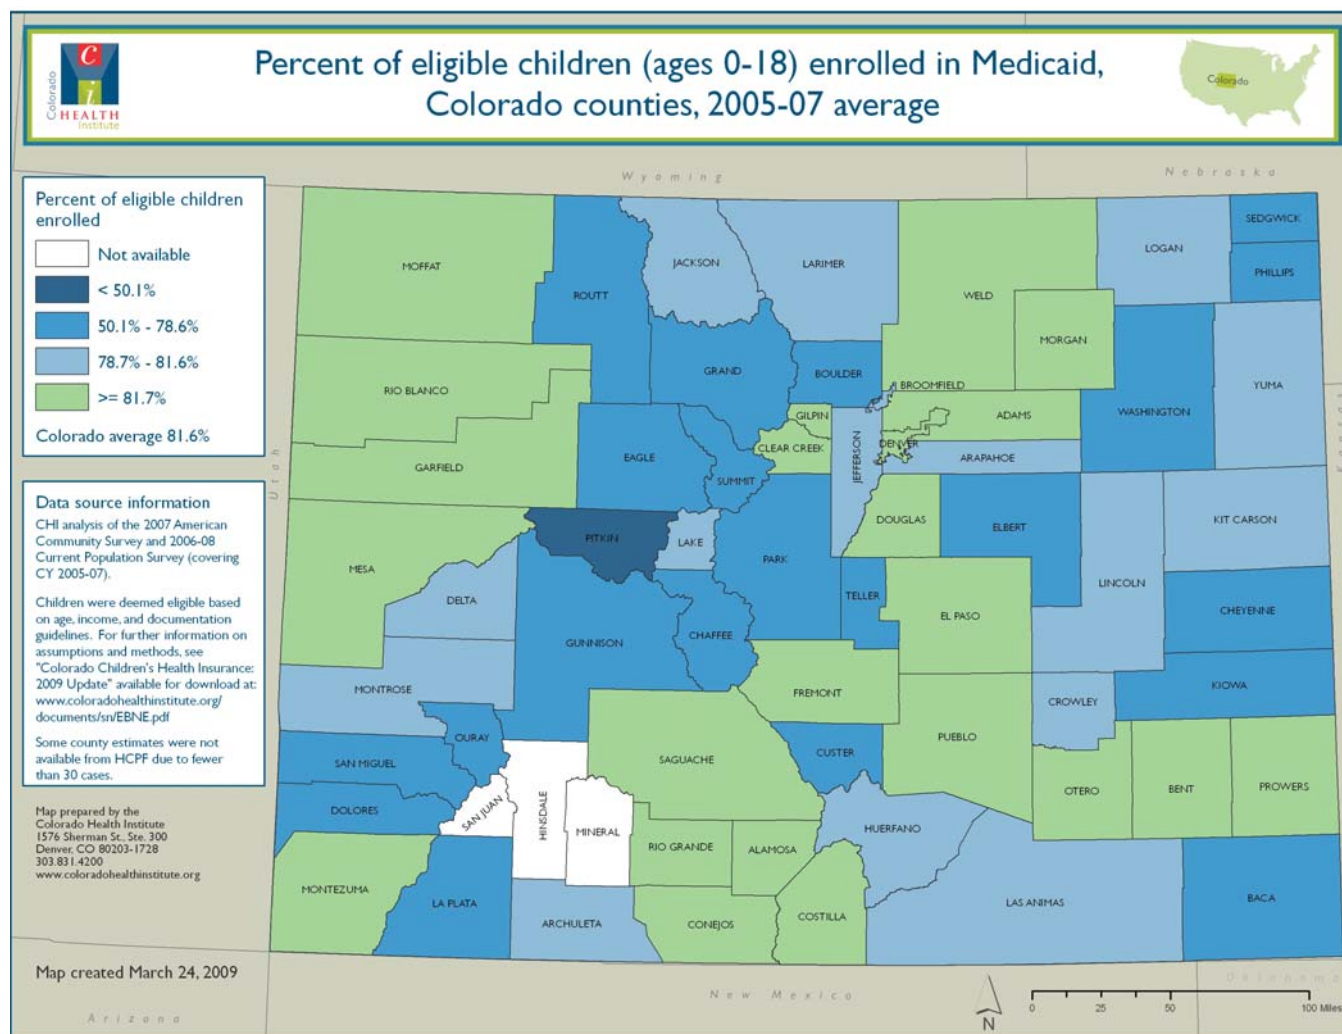 Percent of eligible children (ages 0-18) enrolled in Medicaid,
Colorado counties, 2005-07 average
Colorado
C
i
HEALTH
Institute
Colorado
Wyoming
Nebraska
Percent of eligible children
enrolled
Not available
< 50.1%
50.1% - 78.6%
78.7% - 81.6%
>= 81.7%
Colorado average 81.6%
Data source information
CHI analysis of the 2007 American
Community Survey and 2006-08
Current Population Survey (covering
CY 2005-07).
Children were deemed eligible based
on age, income, and documentation
guidelines. For further information on
assumptions and methods, see
"Colorado Children's Health Insurance:
2009 Update" available for download at:
www.coloradohealthinstitute.org/
documents/sn/EBNE.pdf
Some county estimates were not
available from HCPF due to fewer
than 30 cases.
Map prepared by the
Colorado Health Institute
1576 Sherman St., Ste. 300
Denver, CO 80203-1728
303.831.4200
www.coloradohealthinstitute.org
Map created March 24, 2009
Utah
MOFFAT
ROUTT
JACKSON
LARIMER
WELD
LOGAN
SEDGWICK
PHILLIPS
MORGAN
RIO BLANCO
GRAND
BOULDER
BROOMFIELD
YUMA
WASHINGTON
GILPIN
ADAMS
CLEAR CREEK
DENVER
JEFFERSON
ARAPAHOE
GARFIELD
EAGLE
SUMMIT
DOUGLAS
ELBERT
KIT CARSON
PITKIN
LAKE
PARK
MESA
LINCOLN
DELTA
TELLER
EL PASO
CHEYENNE
GUNNISON
CHAFFEE
MONTROSE
FREMONT
CROWLEY
KIOWA
OURAY
PUEBLO
SAN MIGUEL
SAGUACHE
CUSTER
OTERO
BENT
PROWERS
DOLORES
SAN JUAN
HINSDALE
MINERAL
HUERFANO
RIO GRANDE
ALAMOSA
MONTEZUMA
LA PLATA
ARCHULETA
CONEJOS
COSTILLA
LAS ANIMAS
BACA
Arizona
New Mexico
Oklahoma
N
0 25 50 100 Miles